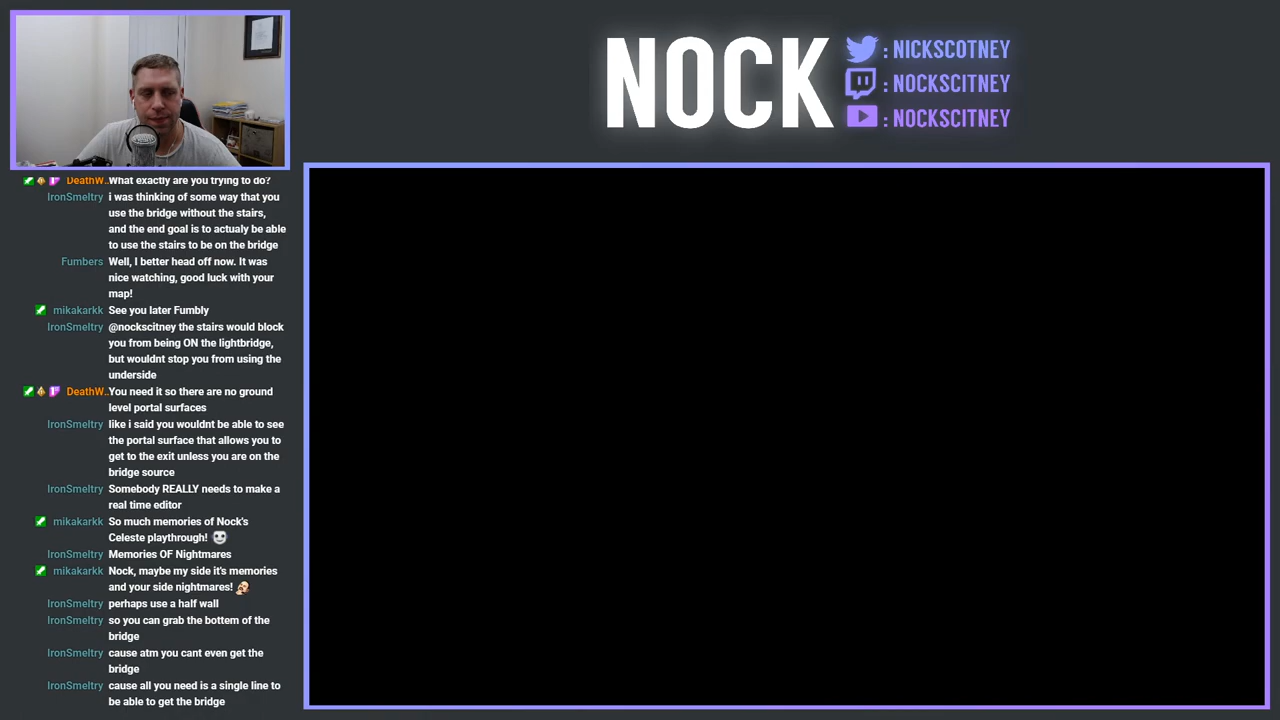 NOCK
: NICKSCOTNEY
: NOCKSCITNEY
: NOCKSCITNEY
DeathW.. What exactly are you trying to do?
IronSmeltry i was thinking of some way that you
use the bridge without the stairs,
and the end goal is to actualy be able
to use the stairs to be on the bridge
Fumbers Well, I better head off now. It was
nice watching, good luck with your
map!
mikakarkk See you later Fumbly
IronSmeltry @nockscitney the stairs would block
you from being ON the lightbridge,
but wouldnt stop you from using the
underside
DeathW.. You need it so there are no ground
level portal surfaces
IronSmeltry like i said you wouldnt be able to see
the portal surface that allows you to
get to the exit unless you are on the
bridge source
IronSmeltry Somebody REALLY needs to make a
real time editor
mikakarkk So much memories of Nock's
Celeste playthrough!
IronSmeltry Memories OF Nightmares
mikakarkk Nock, maybe my side it's memories
and your side nightmares!
IronSmeltry perhaps use a half wall
IronSmeltry so you can grab the bottem of the
bridge
IronSmeltry cause atm you cant even get the
bridge
IronSmeltry cause all you need is a single line to
be able to get the bridge